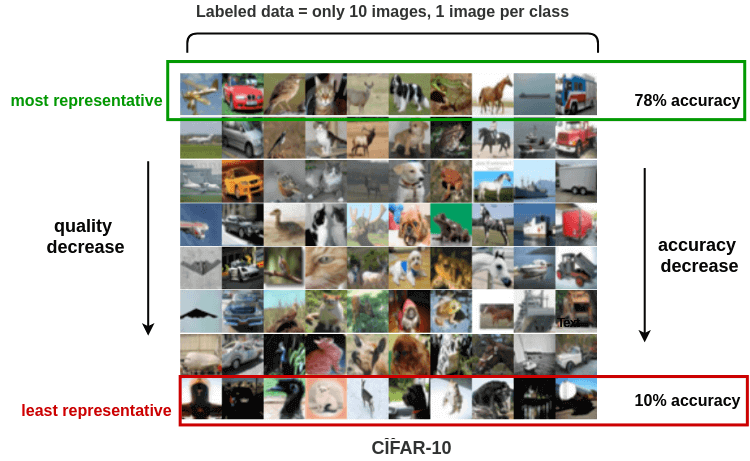 Labeled data = only 10 images, 1 image per class
most representative
78% accuracy
quality
decrease
accuracy
decrease
Text
least representative
10% accuracy
CIFAR-10